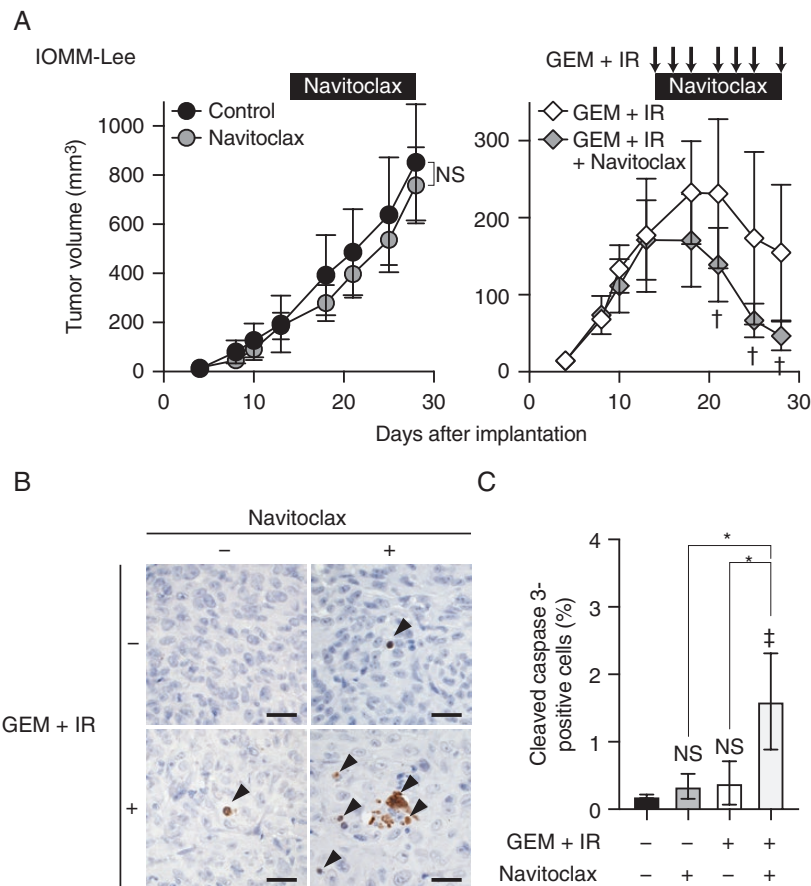 A
IOMM-Lee
Navitoclax
Control
Navitoclax
NS
1000
800
600
400
200
0
Tumor volume (mm³)
0 10 20 30
GEM + IR
Navitoclax
GEM + IR
GEM + IR
+ Navitoclax
300
200
100
0
† † †
0 10 20 30
Days after implantation
B
Navitoclax
− +
GEM + IR
−
+
C
Cleaved caspase 3-
positive cells (%)
4
3
2
1
0
*
*
‡
NS NS
GEM + IR − − + +
Navitoclax − + − +